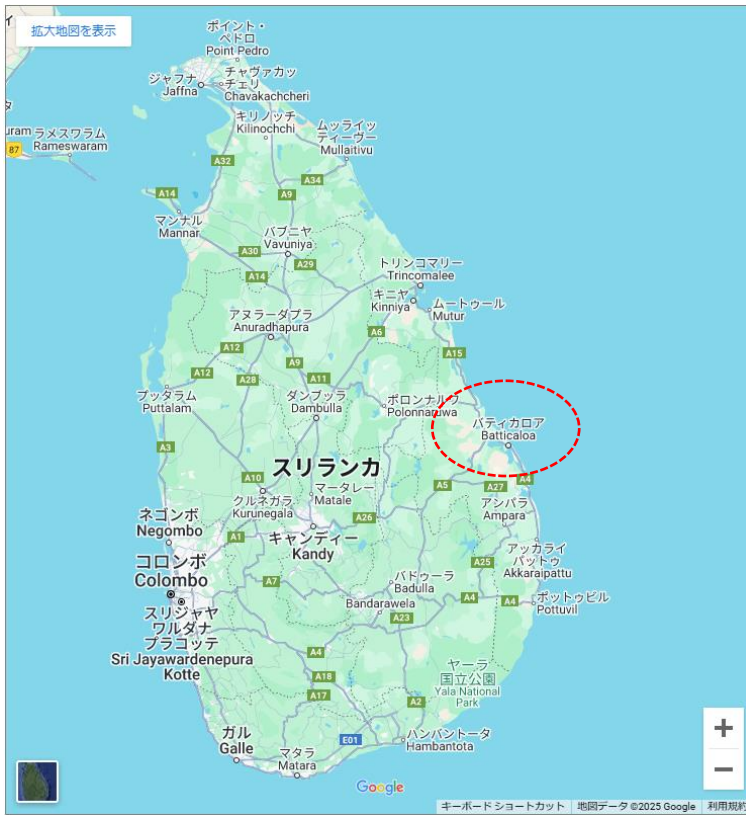 イ
拡大地図を表示
ポイント・
ペドロ
Point Pedro
ジャフナ
Jaffna
チャヴァカッ
チェリ
Chavakachcheri
キリノッチ
Kilinochchi
ムッライッ
ティーヴー
Mullaitivu
タ
uram
ラメスワラム
Rameswaram
87
A32
A34
A14
A9
マンナル
Mannar
バブニヤ
Vavuniya
A30
A29
A14
トリンコマリー
Trincomalee
キニヤ
Kinniya
ムートゥール
Mutur
アヌラーダプラ
Anuradhapura
A6
A12
A15
A9
A12
A28
A11
プッタラム
Puttalam
ダンブッラ
Dambulla
ポロンナルワ
Polonnaruwa
バティカロア
Batticaloa
A3
スリランカ
A10
マータレー
Matale
クルネガラ
Kurunegala
A5
A27
A4
アンパラ
Ampara
ネゴンボ
Negombo
A26
A1
キャンディー
Kandy
アッカライ
パットゥ
Akkaraipattu
コロンボ
Colombo
A7
A25
バドゥーラ
Badulla
A4
A4
ポットゥビル
Pottuvil
スリジャヤ
ワルダナ
プラコッテ
Sri Jayawardenepura
Kotte
Bandarawela
A23
A4
A18
A17
ヤーラ
国立公園
Yala National
Park
A2
ガル
Galle
E01
ハンバントータ
Hambantota
マタラ
Matara
+
−
Google
キーボード ショートカット
地図データ ©2025 Google
利用規約